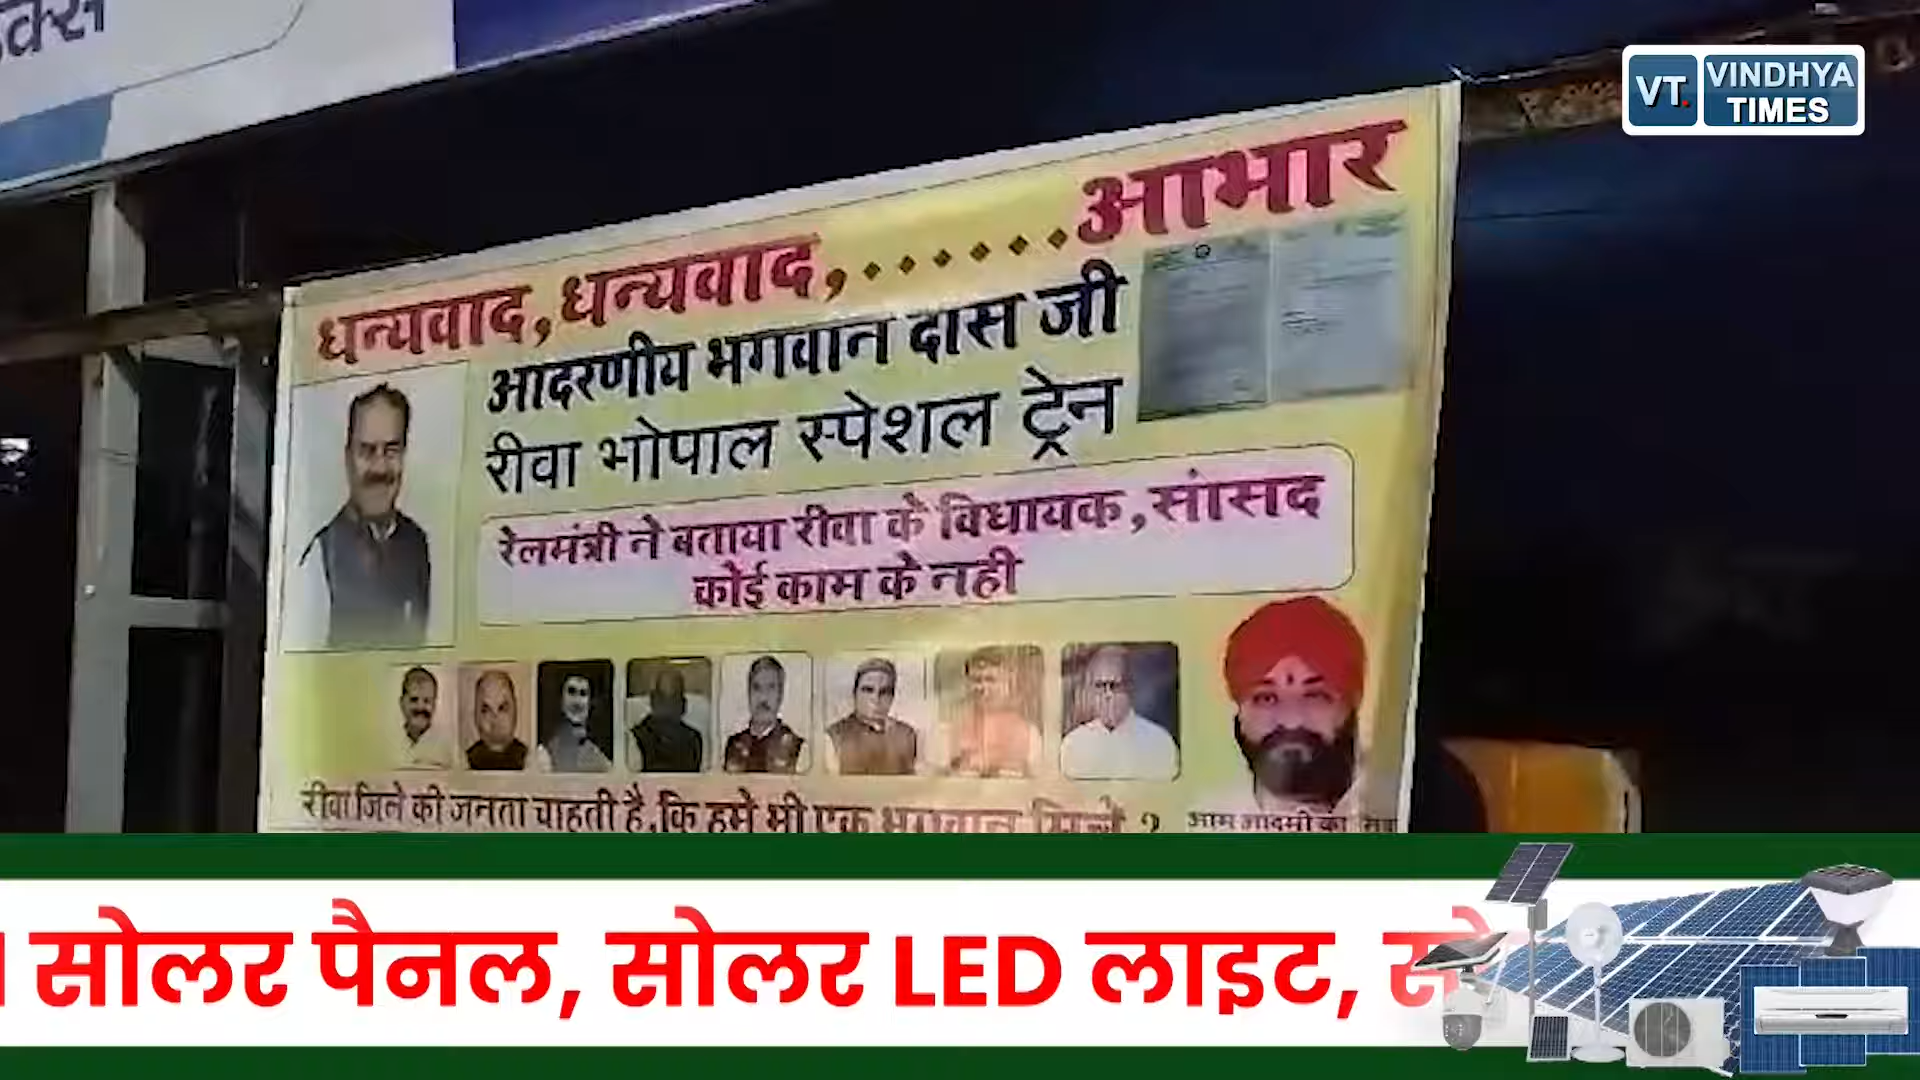 VT. VINDHYA
TIMES
धन्यवाद,धन्यवाद,.......आभार
आदरणीय भगवान दास जी
रीवा भोपाल स्पेशल ट्रेन
रेलमंत्री ने बताया रीवा के विधायक,सांसद
कोई काम के नही
रीवा जिले की जनता चाहती है,कि हमे भी एक भगवान मिले ?
आम आदमी का
सोलर पैनल, सोलर LED लाइट,